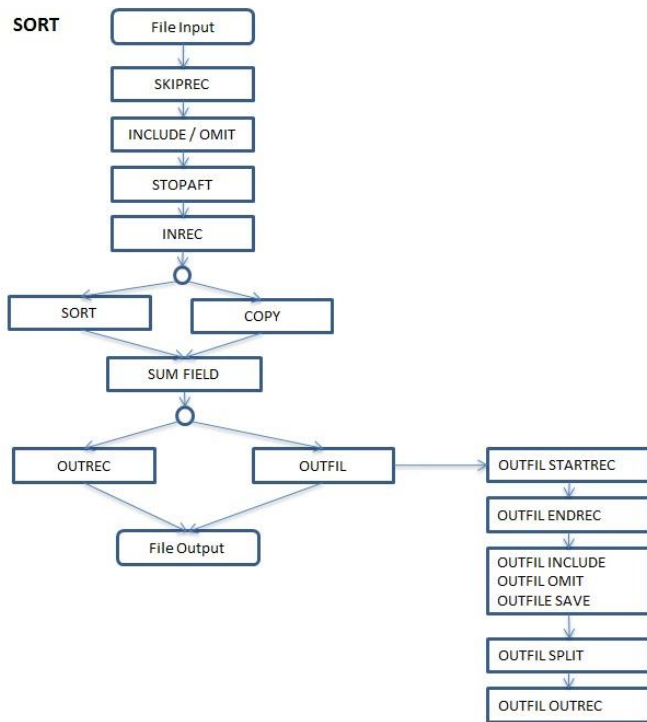 SORT
File Input
SKIPREC
INCLUDE / OMIT
STOPAFT
INREC
SORT
COPY
SUM FIELD
OUTREC
OUTFIL
File Output
OUTFIL STARTREC
OUTFIL ENDREC
OUTFIL INCLUDE
OUTFIL OMIT
OUTFILE SAVE
OUTFIL SPLIT
OUTFIL OUTREC